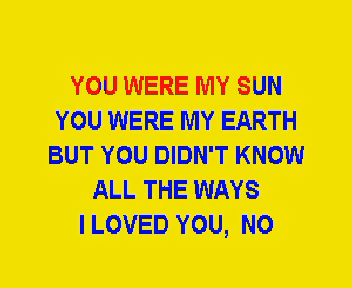 YOU WERE MY SUN
YOU WERE MY EARTH
BUT YOU DIDN'T KNOW
ALL THE WAYS
I LOVED YOU, NO